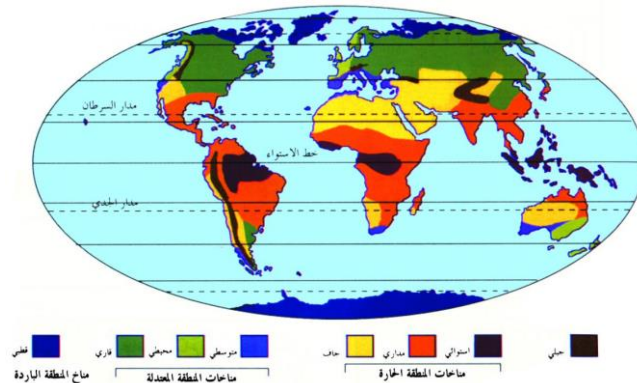 مدار السرطان
خط الاستواء
مدار الجدي
جبلي
استوائي
مداري
جاف
متوسطي
محيطي
قاري
قطبي
مناخات المنطقة الحارة
مناخات المنطقة المعتدلة
مناخ المنطقة الباردة